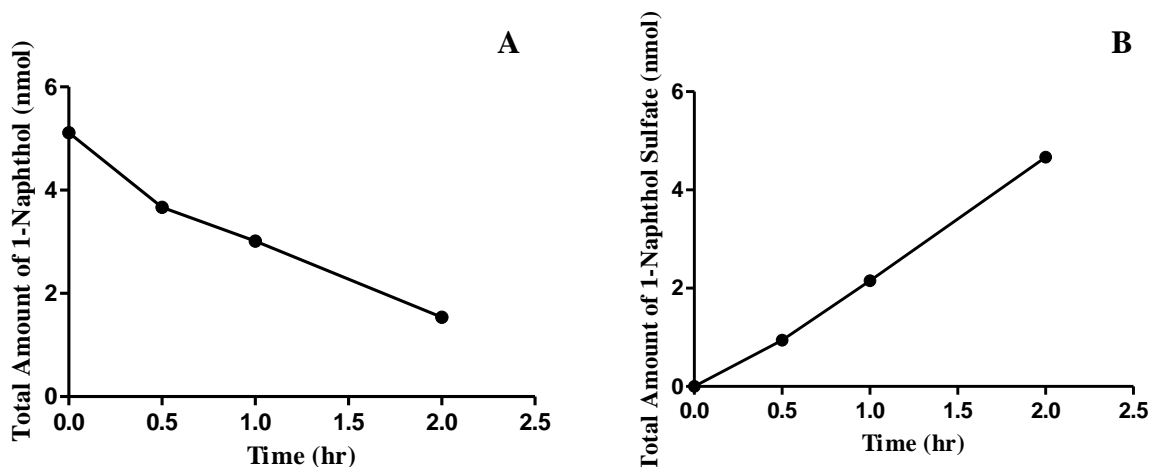 A
Total Amount of 1-Naphthol (nmol)
6
4
2
0
0.0 0.5 1.0 1.5 2.0 2.5
Time (hr)
B
Total Amount of 1-Naphthol Sulfate (nmol)
6
4
2
0
0.0 0.5 1.0 1.5 2.0 2.5
Time (hr)